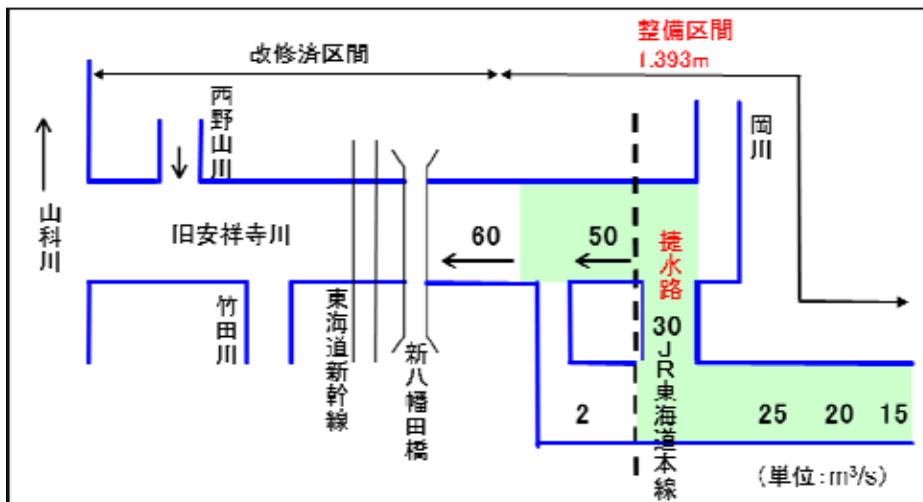 整備区間
1.393m
改修済区間
西野山川
岡川
山科川
旧安祥寺川
60
50
捷水路
竹田川
東海道新幹線
新八幡田橋
30
JR東海道本線
2
25
20
15
（単位：m³/s）